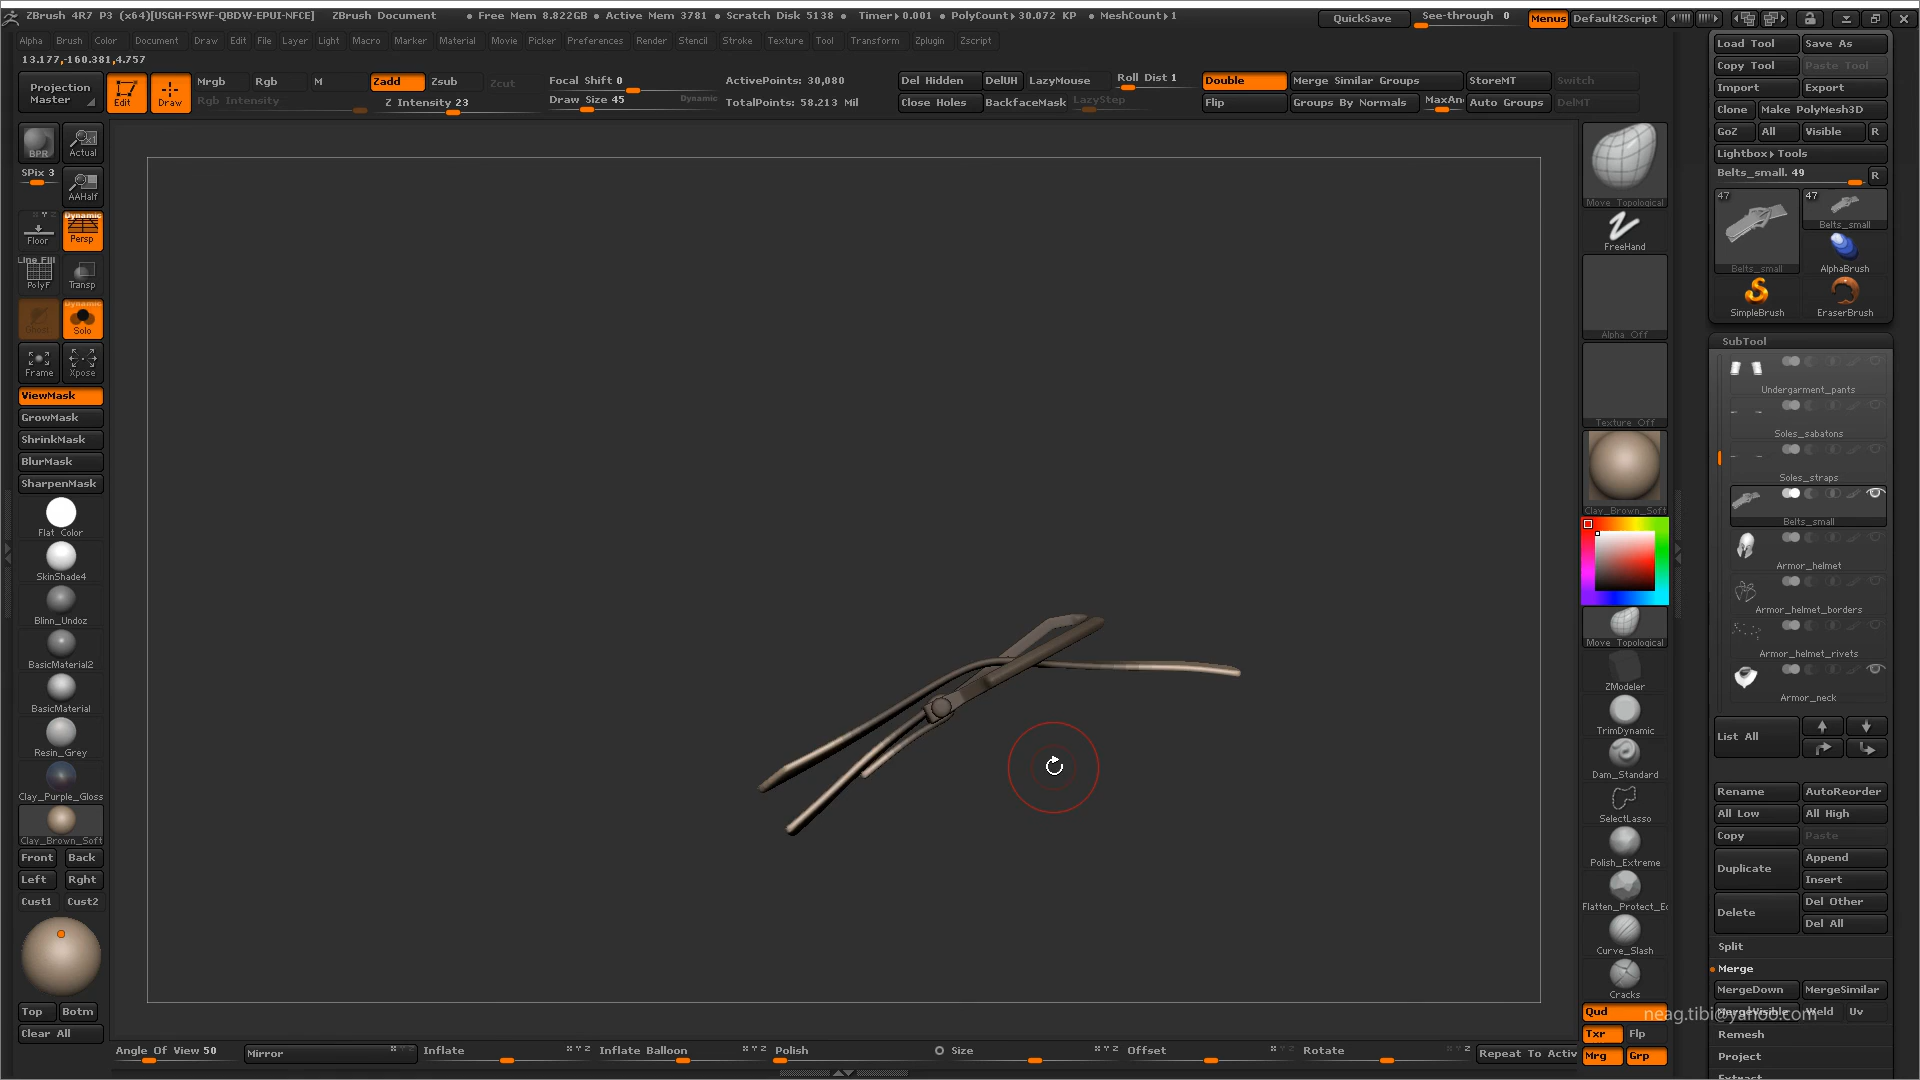 ZBrush 4R7 P3 (x64)[USGH-FSWF-QBDW-EPUI-NFCE] ZBrush Document • Free Mem 8.822GB • Active Mem 3781 • Scratch Disk 5138 • Timer▸0.001 • PolyCount▸30.072 KP • MeshCount▸1 QuickSave See-through 0 Menus DefaultZScript
Alpha Brush Color Document Draw Edit File Layer Light Macro Marker Material Movie Picker Preferences Render Stencil Stroke Texture Tool Transform Zplugin Zscript
13.177,-160.381,4.757
Projection Master
Edit
Draw
Mrgb Rgb M Zadd Zsub Zcut
Rgb Intensity Z Intensity 23
Focal Shift 0
Draw Size 45 Dynamic
ActivePoints: 30,080
TotalPoints: 58.213 Mil
Del Hidden DelUH LazyMouse Roll Dist 1
Close Holes BackfaceMask LazyStep
Double Merge Similar Groups StoreMT Switch
Flip Groups By Normals MaxAn Auto Groups DelMT
BPR
Actual
SPix 3
AAHalf
Floor
Dynamic
Persp
Line Fill
PolyF
Transp
Ghost
Dynamic
Solo
Frame
Xpose
ViewMask
GrowMask
ShrinkMask
BlurMask
SharpenMask
Flat Color
SkinShade4
Blinn_Undoz
BasicMaterial2
BasicMaterial
Resin_Grey
Clay_Purple_Gloss
Clay_Brown_Soft
Front Back
Left Rght
Cust1 Cust2
Top Botm
Clear All
Angle Of View 50 Mirror Inflate Inflate Balloon Polish Size Offset Rotate Repeat To Activ
Move Topological
FreeHand
Alpha Off
Texture Off
Clay_Brown_Soft
Move Topological
ZModeler
TrimDynamic
Dam_Standard
SelectLasso
Polish_Extreme
Flatten_Protect_Ec
Curve_Slash
Cracks
Qud
Txr Flp
Mrg Grp
Load Tool Save As
Copy Tool Paste Tool
Import Export
Clone Make PolyMesh3D
GoZ All Visible R
Lightbox▸Tools
Belts_small. 49 R
47
Belts_small
47
Belts_small
AlphaBrush
SimpleBrush
EraserBrush
SubTool
Undergarment_pants
Soles_sabatons
Soles_straps
Belts_small
Armor_helmet
Armor_helmet_borders
Armor_helmet_rivets
Armor_neck
List All
Rename AutoReorder
All Low All High
Copy Paste
Duplicate Append
Insert
Delete Del Other
Del All
Split
Merge
MergeDown MergeSimilar
MergeVisible Weld Uv
neag.tibi@yahoo.com
Remesh
Project
Extract